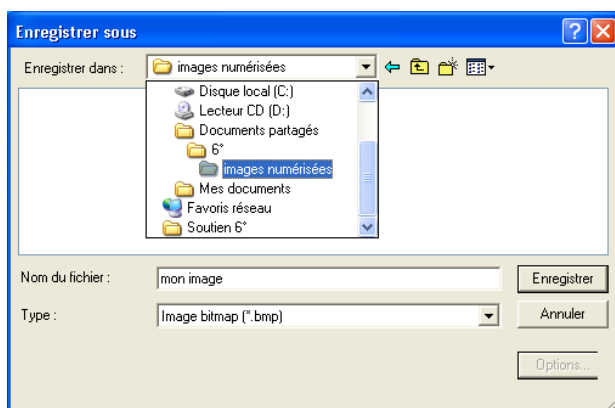 Enregistrer sous
Enregistrer dans :
images numérisées
Disque local (C:)
Lecteur CD (D:)
Documents partagés
6°
images numérisées
Mes documents
Favoris réseau
Soutien 6°
Nom du fichier :
mon image
Enregistrer
Type :
Image bitmap (*.bmp)
Annuler
Options...